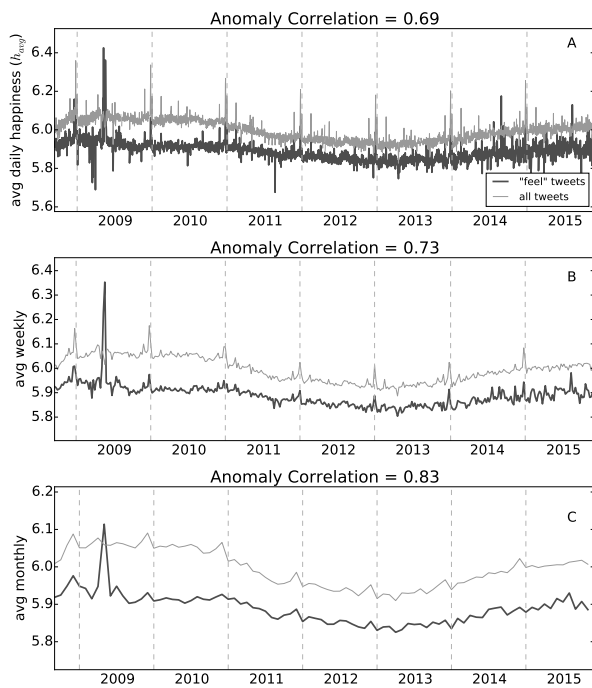 Anomaly Correlation = 0.69
A
avg daily happiness (h_avg)
6.4
6.2
6.0
5.8
5.6
"feel" tweets
all tweets
2009 2010 2011 2012 2013 2014 2015
Anomaly Correlation = 0.73
B
avg weekly
6.4
6.3
6.2
6.1
6.0
5.9
5.8
2009 2010 2011 2012 2013 2014 2015
Anomaly Correlation = 0.83
C
avg monthly
6.2
6.1
6.0
5.9
5.8
2009 2010 2011 2012 2013 2014 2015